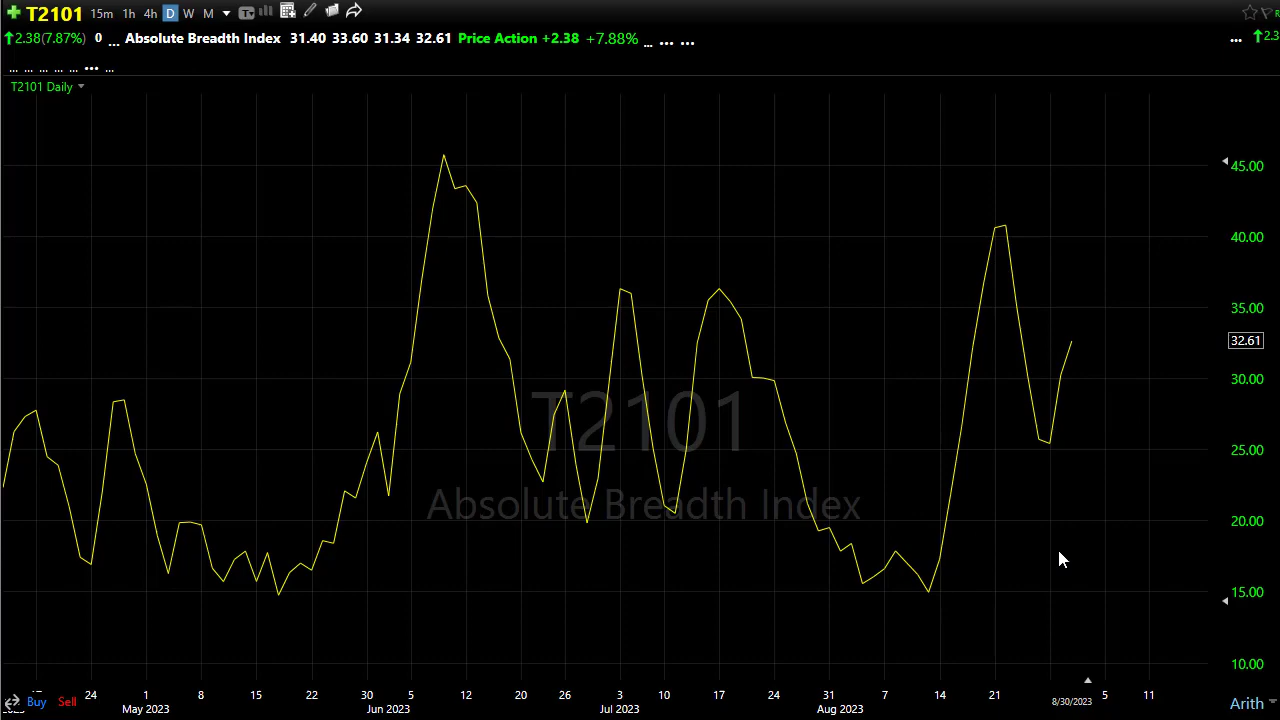 T2101 15m 1h 4h D W M
2.38(7.87%) 0 ... Absolute Breadth Index 31.40 33.60 31.34 32.61 Price Action +2.38 +7.88% ... ... ... ... 2.3
... ... ... ... ... ... ...
T2101 Daily
45.00
40.00
35.00
32.61
30.00
T2101
25.00
Absolute Breadth Index
20.00
15.00
10.00
Buy Sell 24 1 8 15 22 30 5 12 20 26 3 10 17 24 31 7 14 21 8/30/2023 5 11
May 2023 Jun 2023 Jul 2023 Aug 2023 Arith